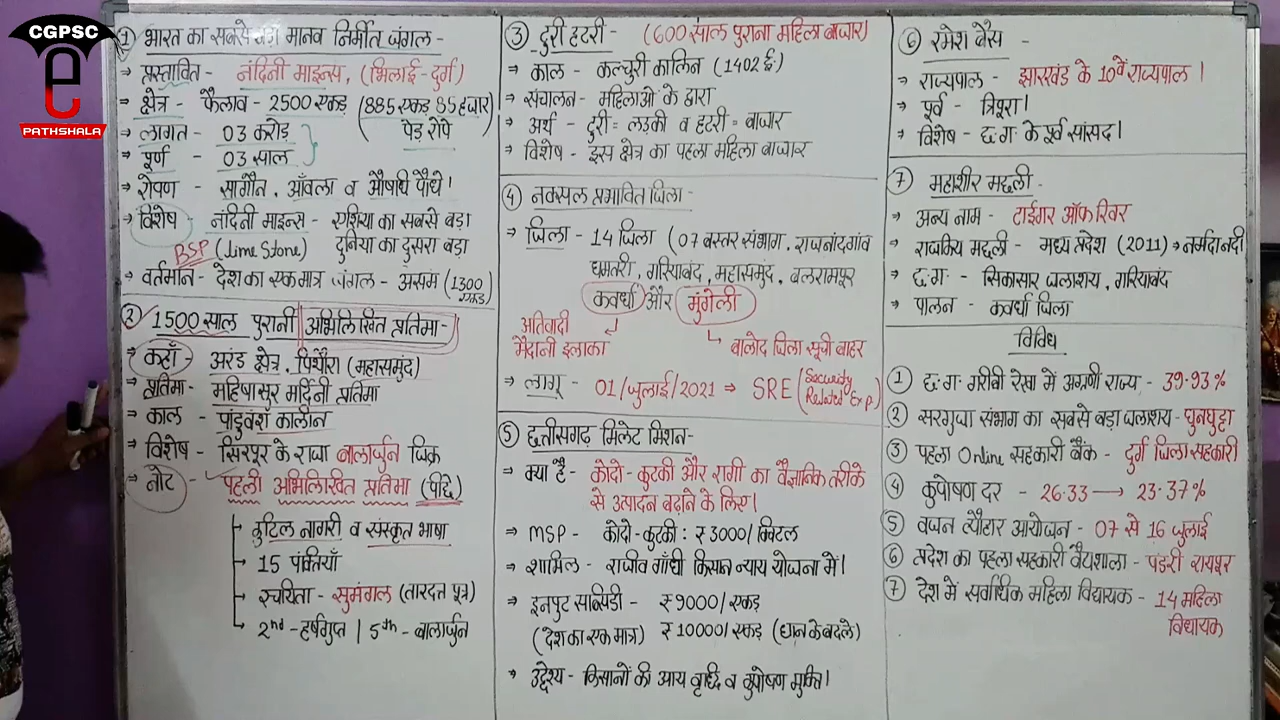 CGPSC
e
PATHSHALA
① भारत का सबसे बड़ा मानव निर्मित जंगल -
→ प्रस्तावित - नंदिनी माइन्स, (भिलाई-दुर्ग)
→ क्षेत्र - फैलाव - 2500 एकड़ (885 एकड़ 85 हजार)
पेड़ रोपे
→ लागत - 03 करोड़
→ पूर्ण - 03 साल
→ रोपण - सागौन, आँवला व औषधि पौधे।
→ विशेष - नंदिनी माइन्स - एशिया का सबसे बड़ा
BSP (lime Stone) दुनिया का दुसरा बड़ा
→ वर्तमान - देश का एकमात्र जंगल - असम (1300 एकड़)
② 1500 साल पुरानी अभिलिखित प्रतिमा -
→ कहाँ - अरंड क्षेत्र, पिथौरा (महासमुंद)
→ प्रतिमा - महिषासुर मर्दिनी प्रतिमा
→ काल - पांडुवंश कालीन
→ विशेष - सिरपुर के राजा बालार्जुन जिक्र
→ नोट - पहली अभिलिखित प्रतिमा (पीछे)
कुटिल नागरी व संस्कृत भाषा
15 पंक्तियाँ
रचयिता - सुमंगल (तारदत्त पुत्र)
2nd - हर्षगुप्त | 5th - बालार्जुन
③ टुरी हटरी - (600 साल पुराना महिला बाजार)
→ काल - कल्चुरी कालिन (1402 ई.)
→ संचालन - महिलाओं के द्वारा
→ अर्थ - टुरी = लड़की व हटरी = बाजार
→ विशेष - इस क्षेत्र का पहला महिला बाजार
④ नक्सल प्रभावित जिला -
→ जिला - 14 जिला (07 बस्तर संभाग, राजनांदगांव
धमतरी, गरियाबंद, महासमुंद, बलरामपुर
कवर्धा और मुंगेली
अतिवादी
मैदानी इलाका
बालोद जिला सूची बाहर
→ लागू - 01/जुलाई/2021 ⇒ SRE (Security Related Exp.)
⑤ छत्तीसगढ़ मिलेट मिशन -
→ क्या है - कोदो-कुटकी और रागी का वैज्ञानिक तरीके
से उत्पादन बढ़ाने के लिए।
→ MSP - कोदो-कुटकी : ₹3000/क्विंटल
→ शामिल - राजीव गाँधी किसान न्याय योजना में।
→ इनपुट सब्सिडी - ₹9000/एकड़
(देश का एक मात्र) ₹10000/एकड़ (धान के बदले)
→ उद्देश्य - किसानों की आय वृद्धि व कुपोषण मुक्ति।
⑥ रमेश बैस -
→ राज्यपाल - झारखंड के 10वें राज्यपाल।
→ पूर्व - त्रिपुरा।
→ विशेष - छ.ग. के पूर्व सांसद।
⑦ महाशीर मछली -
→ अन्य नाम - टाईगर ऑफ रिवर
→ राजकिय मछली - मध्य प्रदेश (2011) → नर्मदा नदी
→ छ.ग. - सिकासार जलाशय, गरियाबंद
→ पालन - कवर्धा जिला
विविध
① छ.ग. गरीबी रेखा में अग्रणी राज्य - 39.93 %
② सरगुजा संभाग का सबसे बड़ा जलाशय - घुनघुट्टा
③ पहला Online सहकारी बैंक - दुर्ग जिला सहकारी
④ कुपोषण दर - 26.33 → 23.37 %
⑤ वजन त्यौहार आयोजन - 07 से 16 जुलाई
⑥ प्रदेश का पहला सहकारी वैद्यशाला - पंडरी रायपुर
⑦ देश में सर्वाधिक महिला विधायक - 14 महिला
विधायक